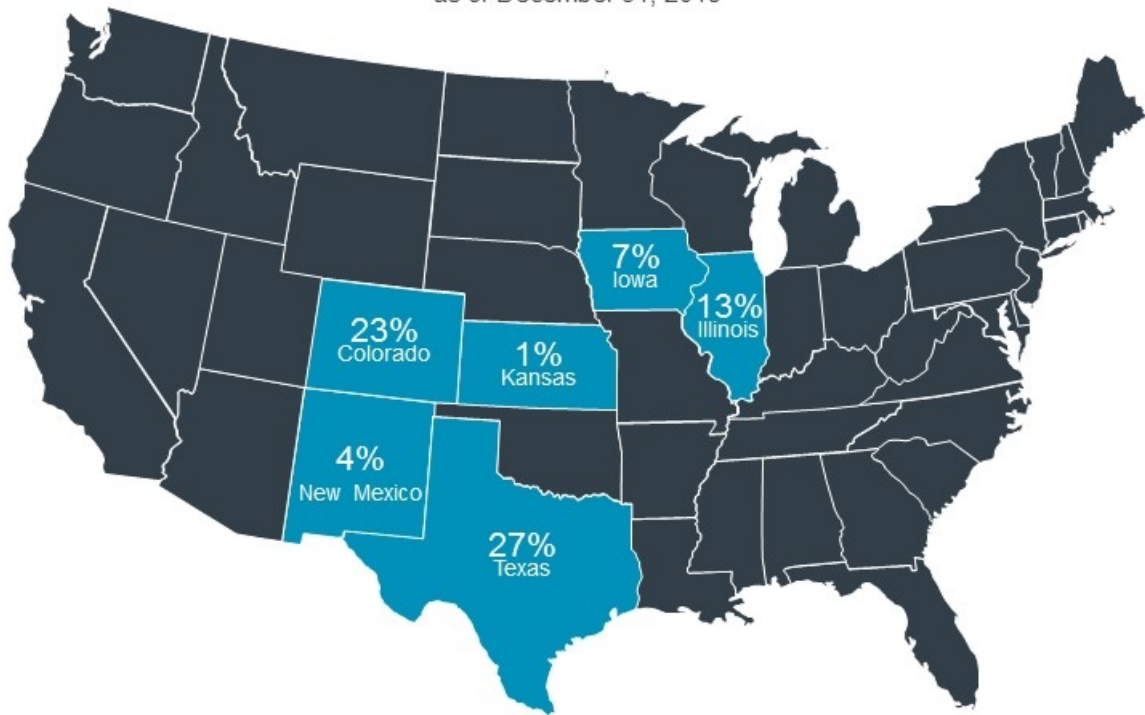 as of December 31,
7%
Iowa
13%
Illinois
23%
Colorado
1%
Kansas
4%
New Mexico
27%
Texas